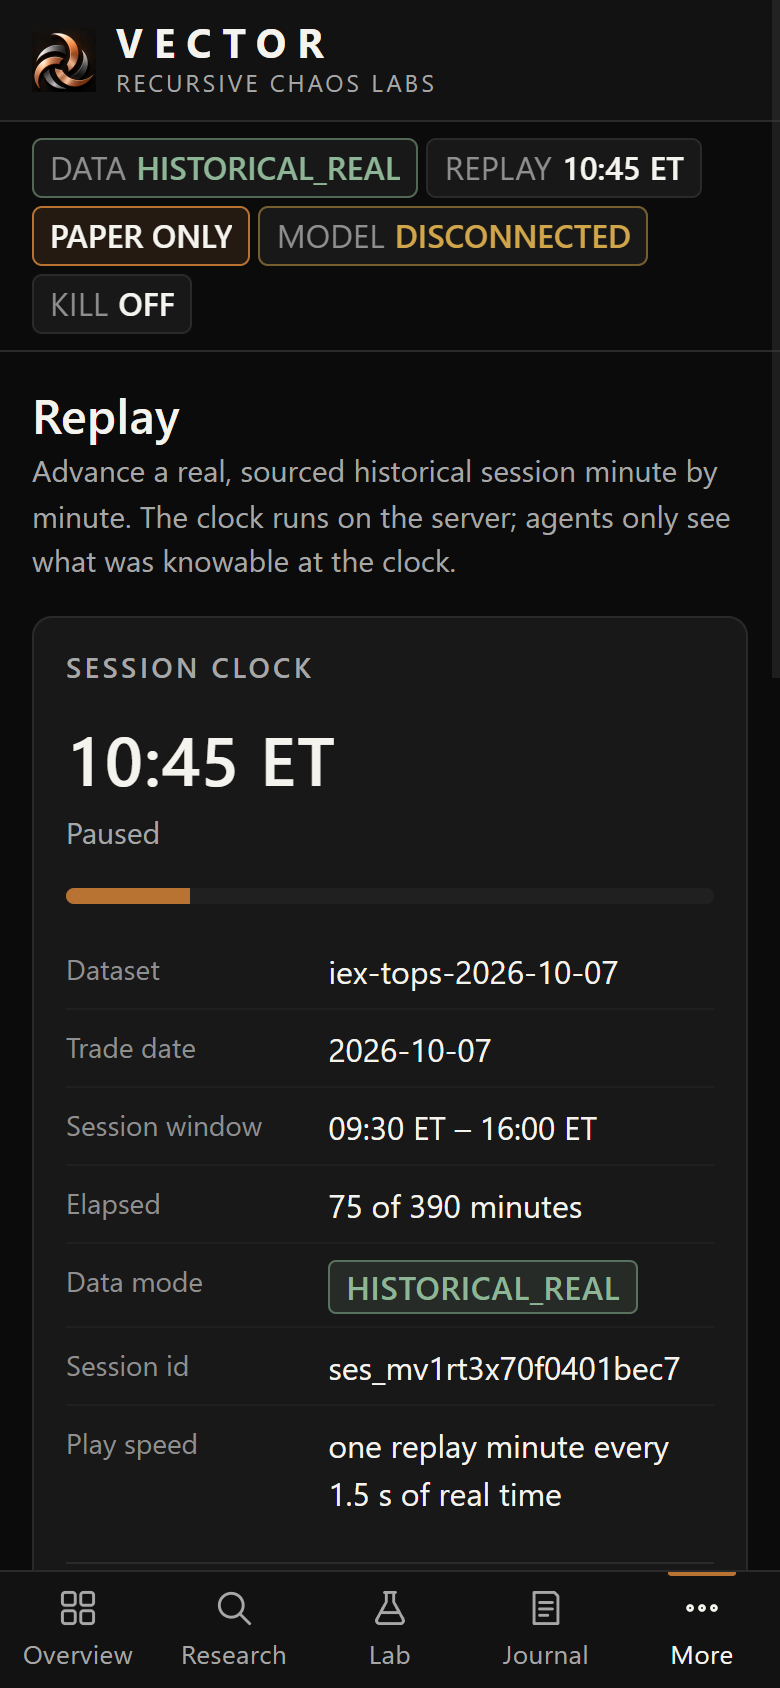 VECTOR
RECURSIVE CHAOS LABS
DATA HISTORICAL_REAL REPLAY 10:45 ET
PAPER ONLY MODEL DISCONNECTED
KILL OFF
Replay
Advance a real, sourced historical session minute by
minute. The clock runs on the server; agents only see
what was knowable at the clock.
SESSION CLOCK
10:45 ET
Paused
Dataset iex-tops-2026-10-07
Trade date 2026-10-07
Session window 09:30 ET – 16:00 ET
Elapsed 75 of 390 minutes
Data mode HISTORICAL_REAL
Session id ses_mv1rt3x70f0401bec7
Play speed one replay minute every
1.5 s of real time
Overview Research Lab Journal More